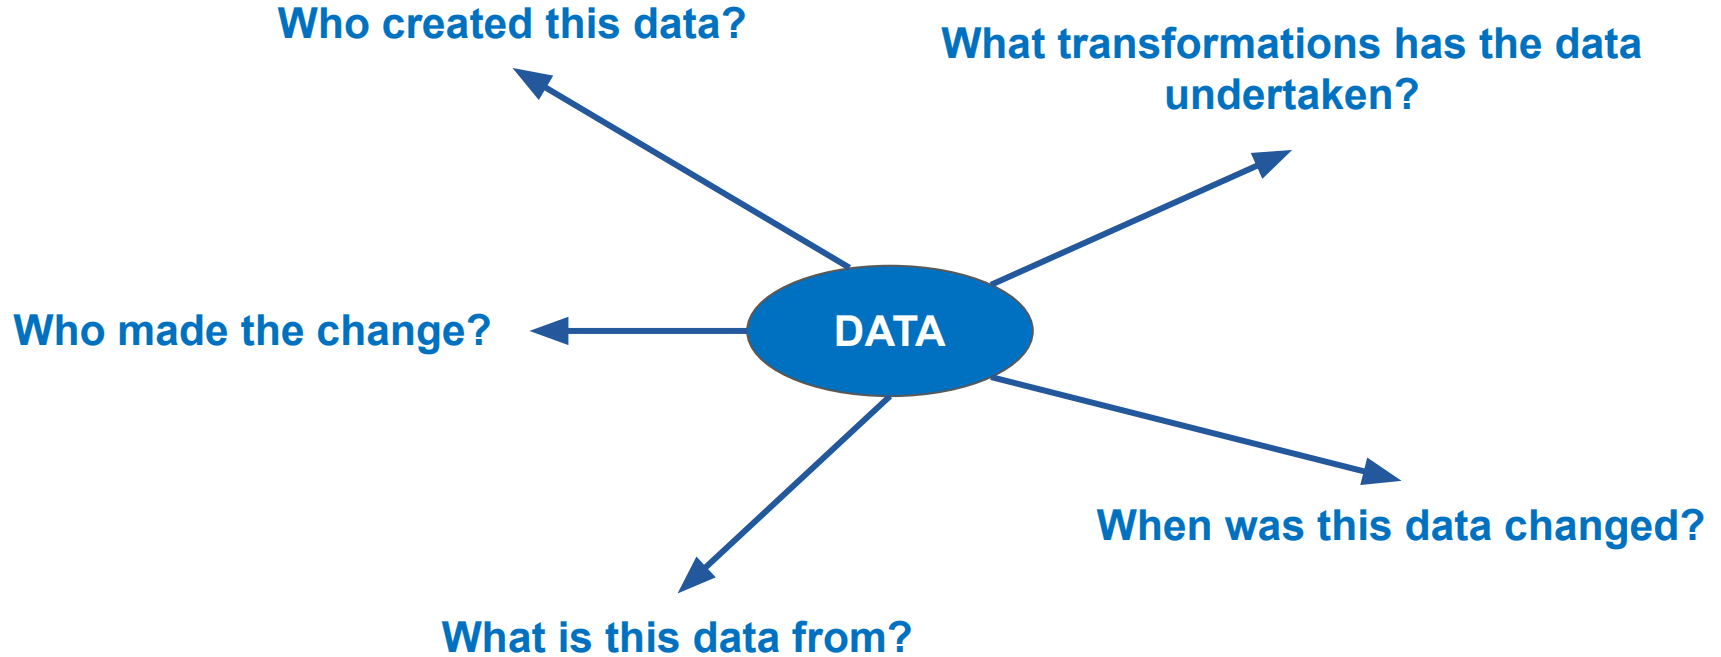 Who created this data?
What transformations has the data
undertaken?
Who made the change?
DATA
When was this data changed?
What is this data from?